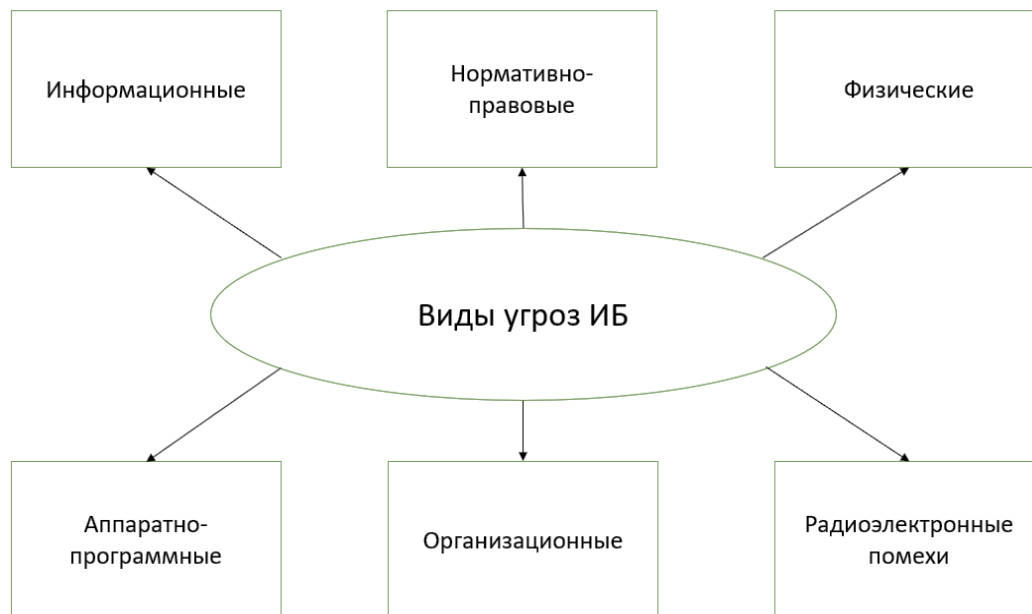 Информационные
Нормативно-
правовые
Физические
Виды угроз ИБ
Аппаратно-
программные
Организационные
Радиоэлектронные
помехи